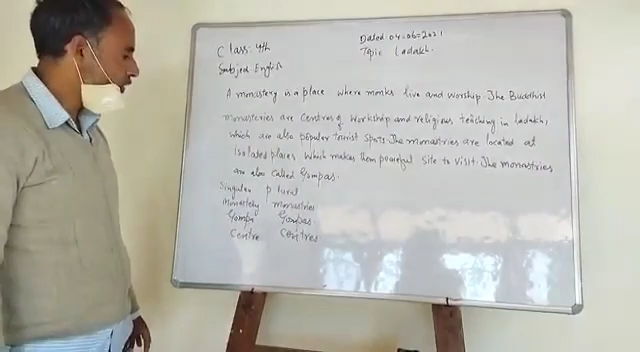 Class: 4th
Dated 04-06-2021
Subject English
Topic Ladakh.
A monastery is a place where monks live and worship. The Buddhist
monasteries are Centres of Workship and religious teaching in Ladakh,
which are also popular tourist spots. The monastries are located at
Isolated places which makes them peaceful site to visit. The monastries
are also called Gompas.
Singular plural
Monastery monastries
Gompa Gompas
Centre Centres